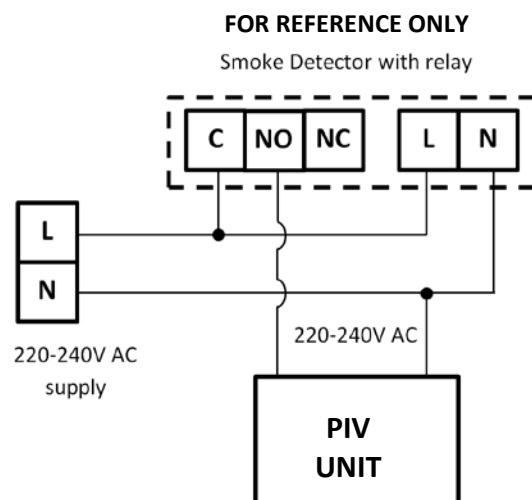 FOR REFERENCE ONLY
Smoke Detector with relay
C NO NC L N
L
N
220-240V AC
supply
220-240V AC
PIV
UNIT